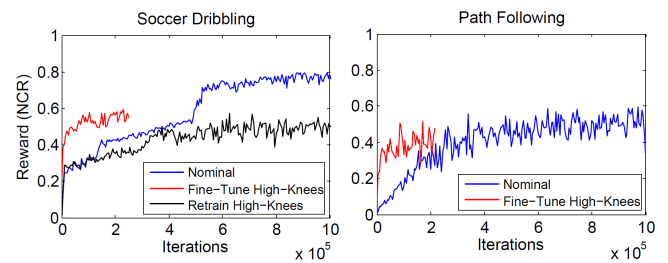 Soccer Dribbling
Reward (NCR)
1
0.8
0.6
0.4
0.2
0
0 2 4 6 8 10
Iterations
x 10^5
Nominal
Fine-Tune High-Knees
Retrain High-Knees
Path Following
1
0.8
0.6
0.4
0.2
0
0 2 4 6 8 10
Iterations
x 10^5
Nominal
Fine-Tune High-Knees